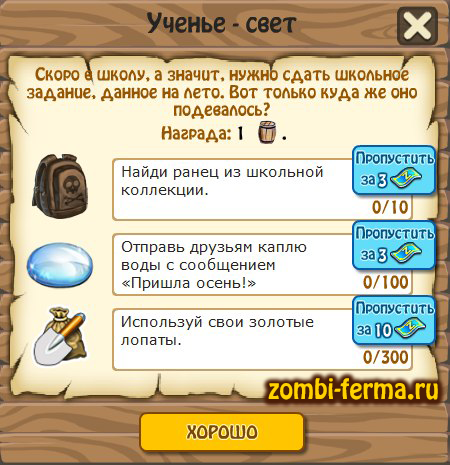 Ученье - свет
Скоро в школу, а значит, нужно сдать школьное
задание, данное на лето. Вот только куда же оно
подевалось?
Награда: 1 .
Найди ранец из школьной
коллекции.
Пропустить
за 3
0/10
Отправь друзьям каплю
воды с сообщением
«Пришла осень!»
Пропустить
за 3
0/100
Используй свои золотые
лопаты.
Пропустить
за 10
0/300
zombi-ferma.ru
ХОРОШО